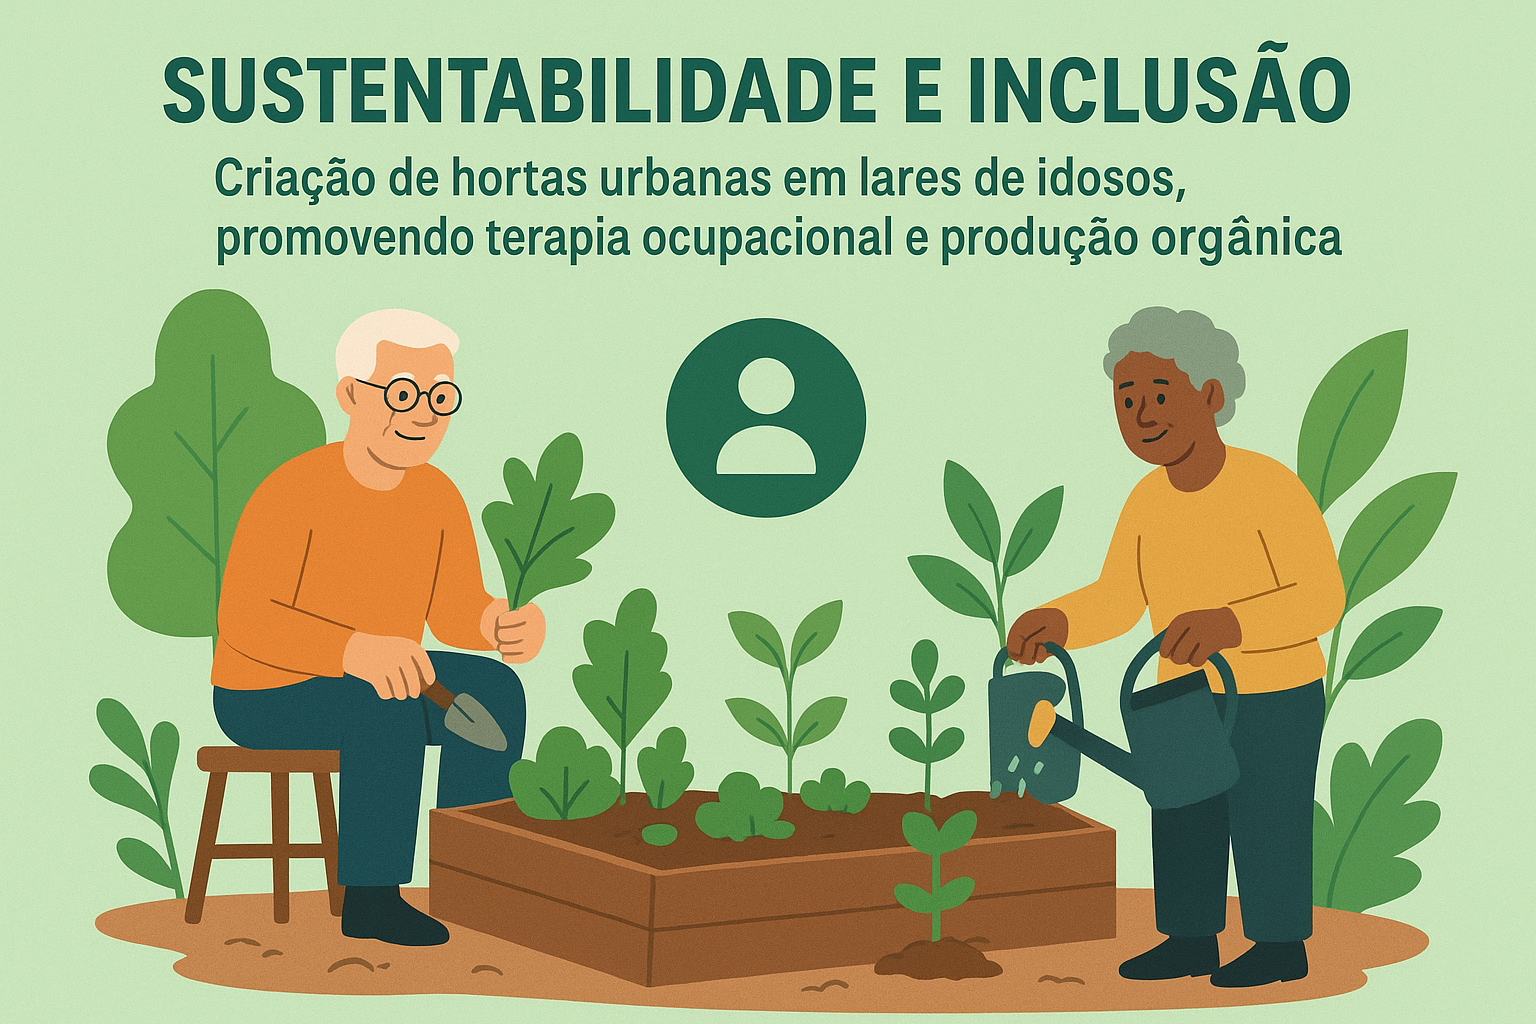 SUSTENTABILIDADE E INCLUSÃO
Criação de hortas urbanas em lares de idosos,
promovendo terapia ocupacional e produção orgânica